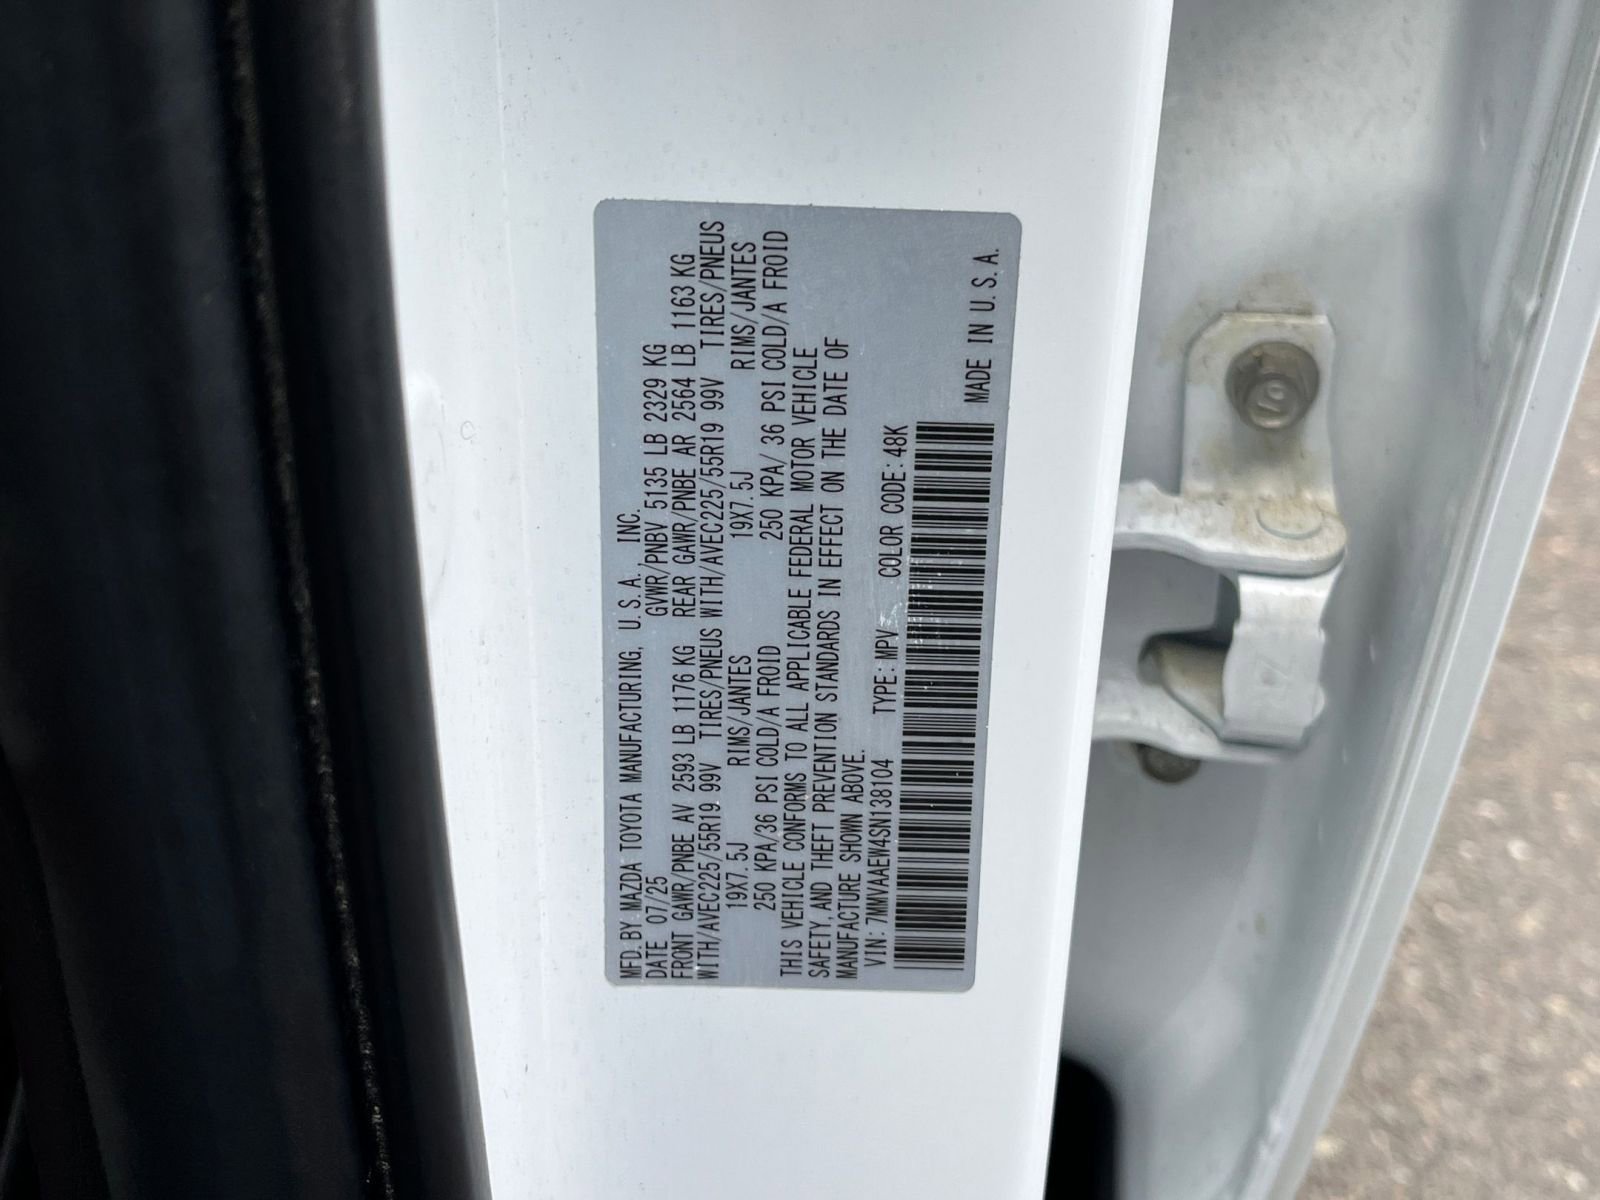 MFD. BY: MAZDA TOYOTA MANUFACTURING, U.S.A., INC.
DATE 07/25 GVWR/PNBV 5135 LB 2329 KG
FRONT GAWR/PNBE AV 2593 LB 1176 KG REAR GAWR/PNBE AR 2564 LB 1163 KG
WITH/AVEC225/55R19 99V TIRES/PNEUS WITH/AVEC225/55R19 99V TIRES/PNEUS
19X7.5J RIMS/JANTES 19X7.5J RIMS/JANTES
250 KPA/36 PSI COLD/A FROID 250 KPA/ 36 PSI COLD/A FROID
THIS VEHICLE CONFORMS TO ALL APPLICABLE FEDERAL MOTOR VEHICLE
SAFETY, AND THEFT PREVENTION STANDARDS IN EFFECT ON THE DATE OF
MANUFACTURE SHOWN ABOVE.
VIN: 7MMVAAEW4SN138104 TYPE: MPV COLOR CODE: 48K
MADE IN U.S.A.